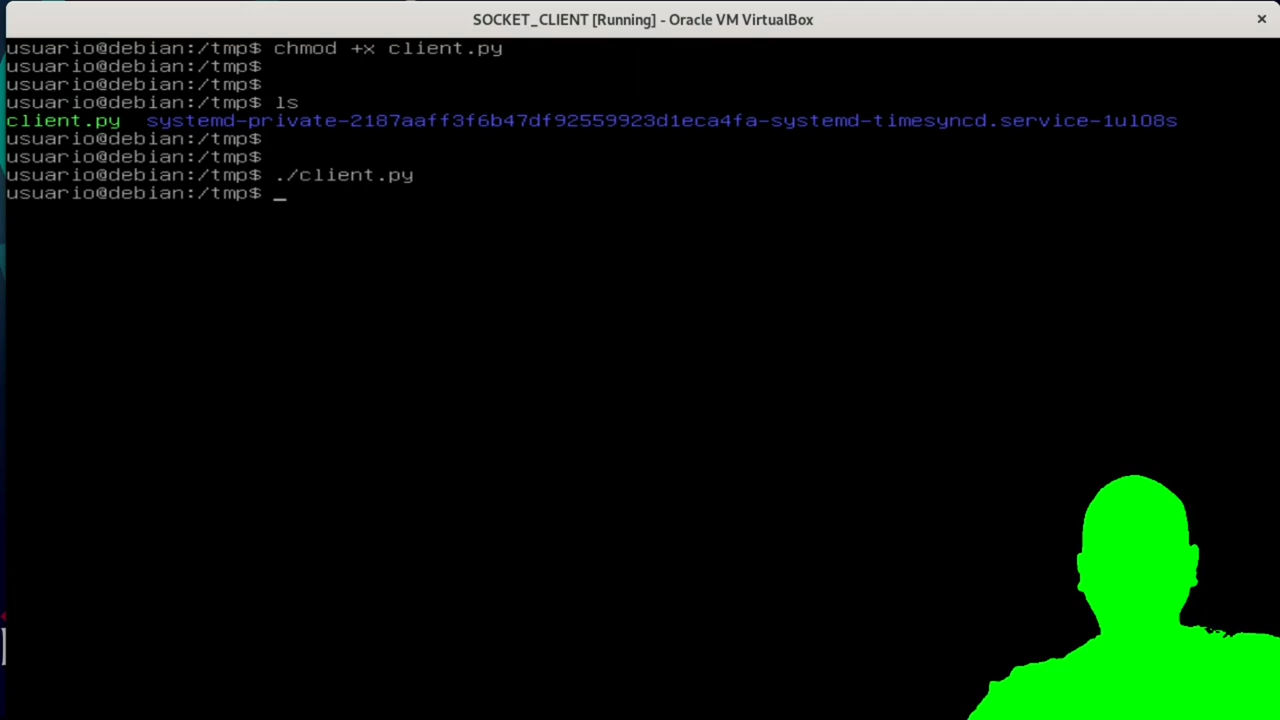 SOCKET_CLIENT [Running] - Oracle VM VirtualBox
usuario@debian:/tmp$ chmod +x client.py
usuario@debian:/tmp$
usuario@debian:/tmp$
usuario@debian:/tmp$ ls
client.py systemd-private-2187aaff3f6b47df92559923d1eca4fa-systemd-timesyncd.service-1ulO8s
usuario@debian:/tmp$
usuario@debian:/tmp$
usuario@debian:/tmp$ ./client.py
usuario@debian:/tmp$ _